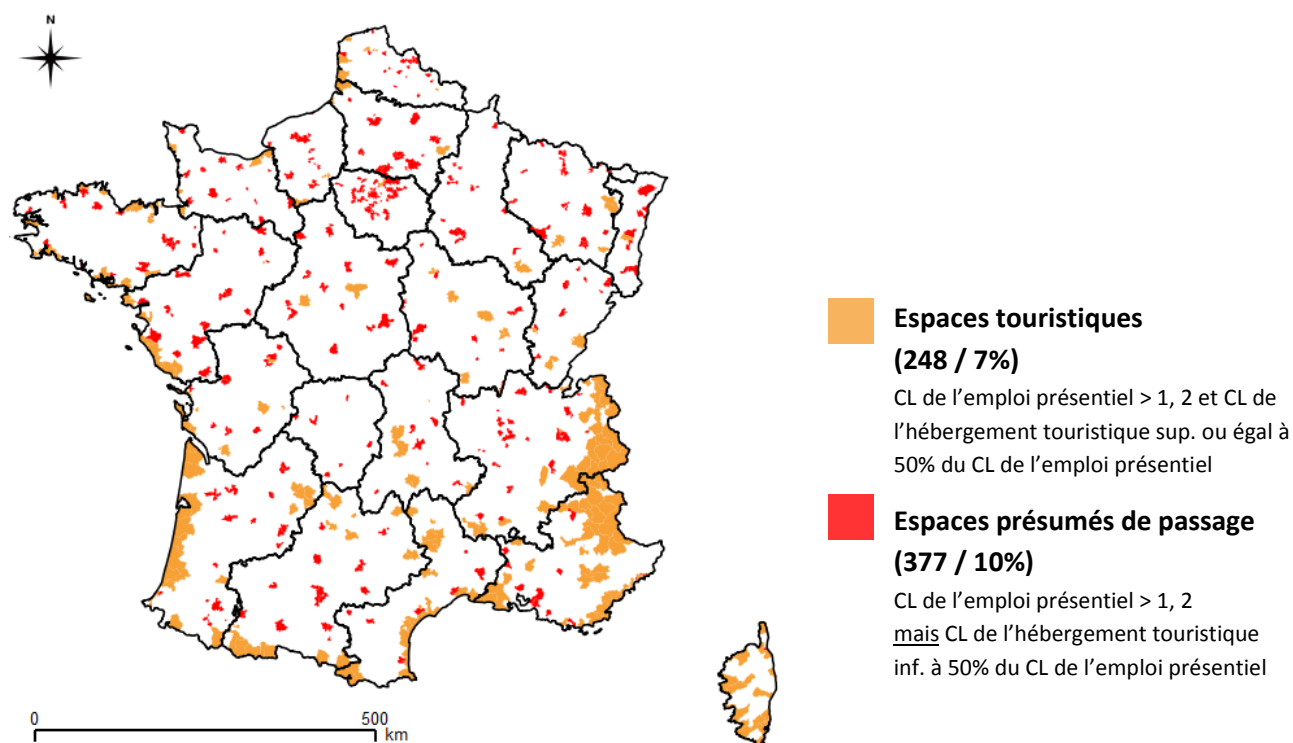 N
Espaces touristiques
(248 / 7%)
CL de l'emploi présentiel > 1, 2 et CL de
l'hébergement touristique sup. ou égal à
50% du CL de l'emploi présentiel
Espaces présumés de passage
(377 / 10%)
CL de l'emploi présentiel > 1, 2
mais CL de l'hébergement touristique
inf. à 50% du CL de l'emploi présentiel
0 500
km